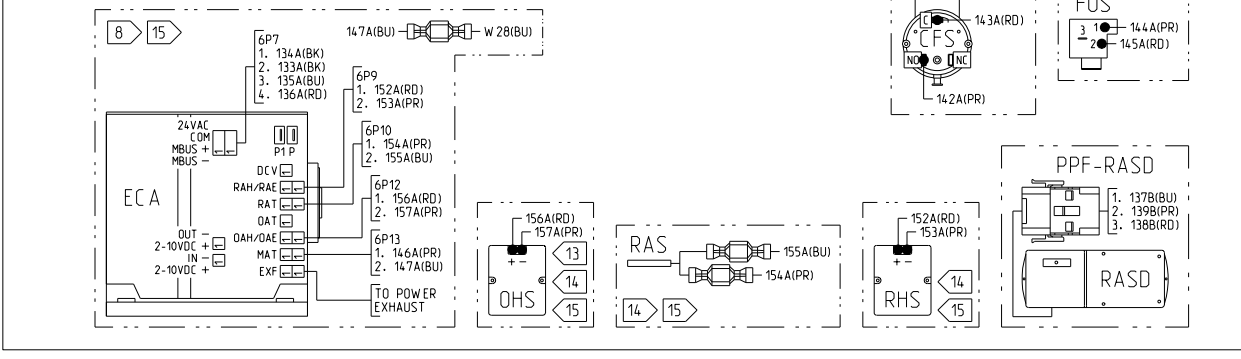 8
15
147A(BU)
W 28(BU)
6P7
1. 134A(BK)
2. 133A(BK)
3. 135A(BU)
4. 136A(RD)
6P9
1. 152A(RD)
2. 153A(PR)
6P10
1. 154A(PR)
2. 155A(BU)
6P12
1. 156A(RD)
2. 157A(PR)
6P13
1. 146A(PR)
2. 147A(BU)
TO POWER
EXHAUST
ECA
24VAC
COM
MBUS +
MBUS -
P1 P
DCV
RAH/RAE
RAT
OAT
OAH/OAE
MAT
EXF
OUT -
2-10VDC +
IN -
2-10VDC +
156A(RD)
157A(PR)
+ -
OHS
13
14
15
RAS
155A(BU)
154A(PR)
14
15
152A(RD)
153A(PR)
+ -
RHS
14
15
C
143A(RD)
CFS
NO
NC
142A(PR)
FOS
3
1
144A(PR)
2
145A(RD)
PPF-RASD
1. 137B(BU)
2. 139B(PR)
3. 138B(RD)
RASD